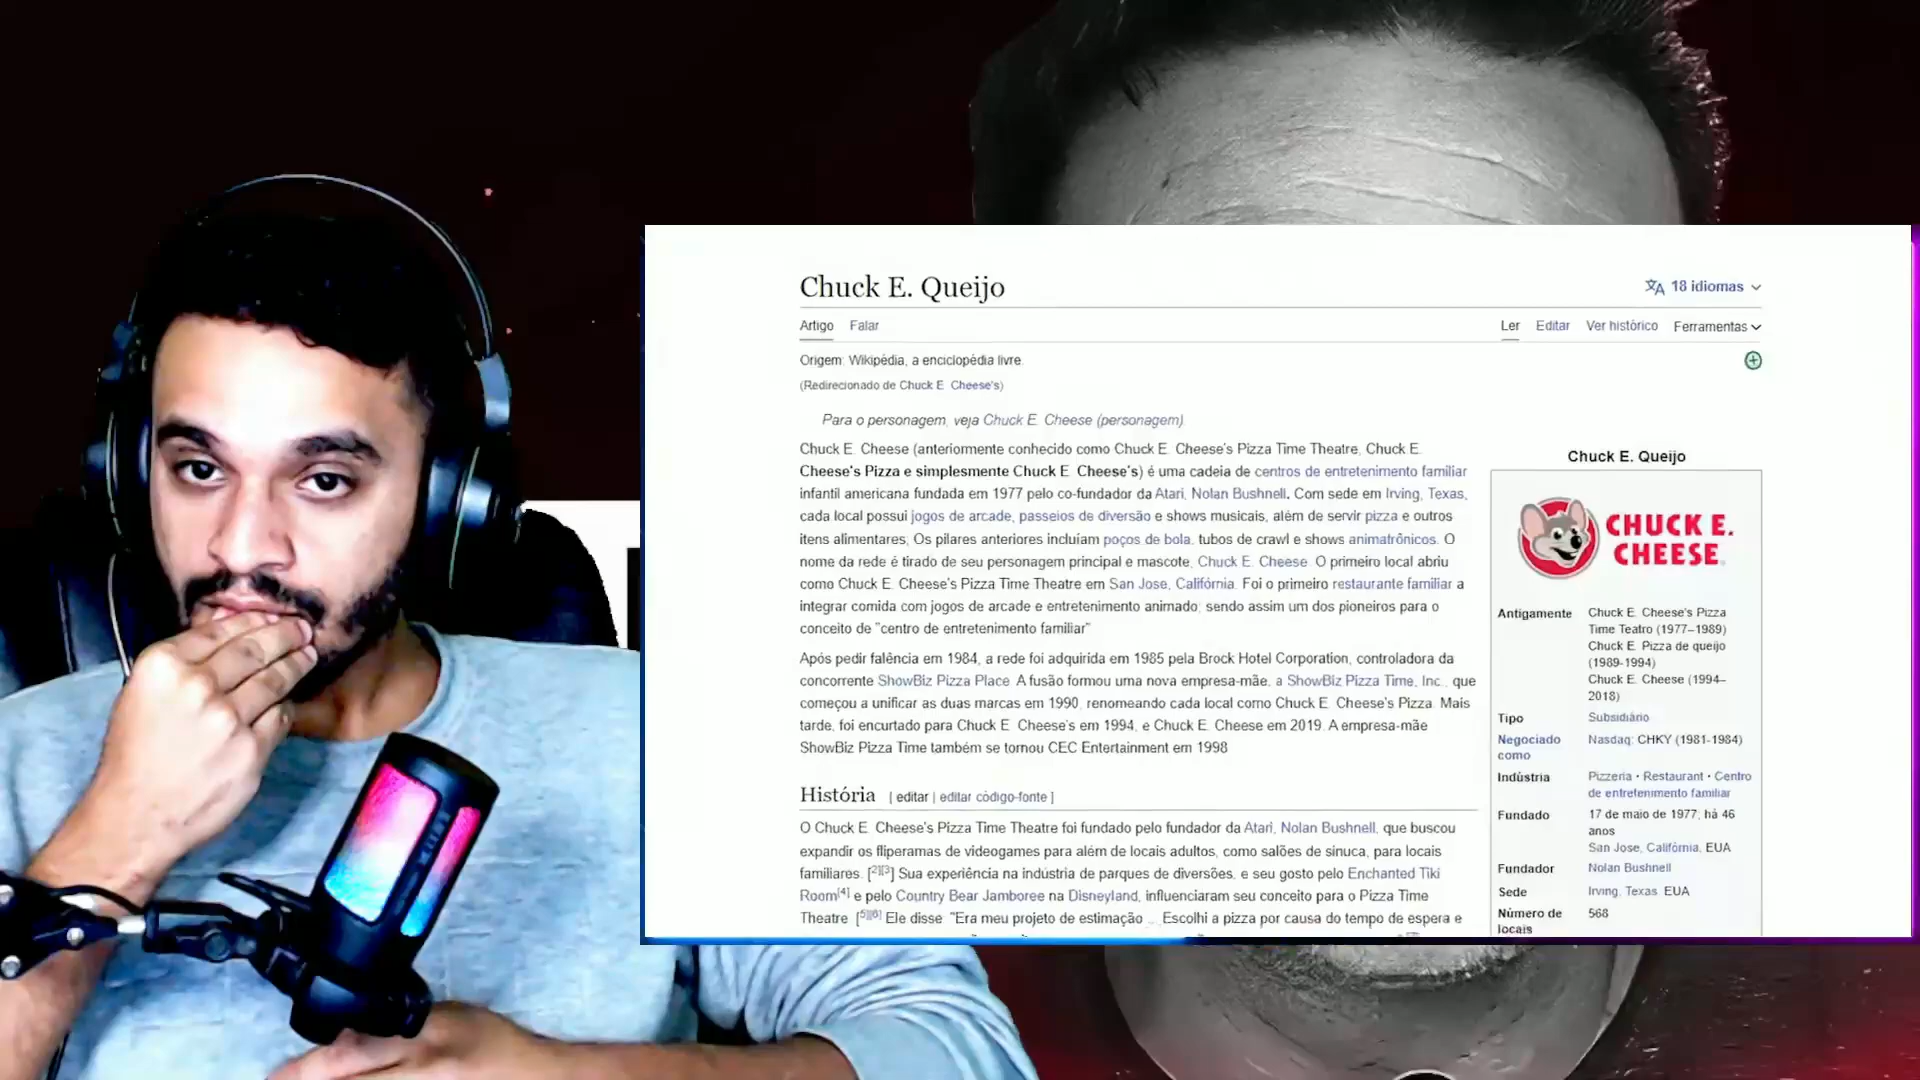 Chuck E. Queijo
18 idiomas
Artigo Falar
Ler Editar Ver histórico Ferramentas
Origem: Wikipédia, a enciclopédia livre.
(Redirecionado de Chuck E. Cheese's)
Para o personagem, veja Chuck E. Cheese (personagem).
Chuck E. Cheese (anteriormente conhecido como Chuck E. Cheese's Pizza Time Theatre, Chuck E.
Cheese's Pizza e simplesmente Chuck E. Cheese's) é uma cadeia de centros de entretenimento familiar
infantil americana fundada em 1977 pelo co-fundador da Atari, Nolan Bushnell. Com sede em Irving, Texas,
cada local possui jogos de arcade, passeios de diversão e shows musicais, além de servir pizza e outros
itens alimentares; Os pilares anteriores incluíam poços de bola, tubos de crawl e shows animatrônicos. O
nome da rede é tirado de seu personagem principal e mascote, Chuck E. Cheese. O primeiro local abriu
como Chuck E. Cheese's Pizza Time Theatre em San Jose, Califórnia. Foi o primeiro restaurante familiar a
integrar comida com jogos de arcade e entretenimento animado; sendo assim um dos pioneiros para o
conceito de "centro de entretenimento familiar"
Após pedir falência em 1984, a rede foi adquirida em 1985 pela Brock Hotel Corporation, controladora da
concorrente ShowBiz Pizza Place. A fusão formou uma nova empresa-mãe, a ShowBiz Pizza Time, Inc., que
começou a unificar as duas marcas em 1990, renomeando cada local como Chuck E. Cheese's Pizza. Mais
tarde, foi encurtado para Chuck E. Cheese's em 1994, e Chuck E. Cheese em 2019. A empresa-mãe
ShowBiz Pizza Time também se tornou CEC Entertainment em 1998
História [ editar | editar código-fonte ]
O Chuck E. Cheese's Pizza Time Theatre foi fundado pelo fundador da Atari, Nolan Bushnell, que buscou
expandir os fliperamas de videogames para além de locais adultos, como salões de sinuca, para locais
familiares. [2][3] Sua experiência na indústria de parques de diversões, e seu gosto pelo Enchanted Tiki
Room[4] e pelo Country Bear Jamboree na Disneyland, influenciaram seu conceito para o Pizza Time
Theatre. [5][6] Ele disse: "Era meu projeto de estimação ... Escolhi a pizza por causa do tempo de espera e
Chuck E. Queijo
CHUCK E.
CHEESE
Antigamente Chuck E. Cheese's Pizza
Time Teatro (1977–1989)
Chuck E. Pizza de queijo
(1989-1994)
Chuck E. Cheese (1994–
2018)
Tipo Subsidiário
Negociado Nasdaq: CHKY (1981-1984)
como
Indústria Pizzeria • Restaurant • Centro
de entretenimento familiar
Fundado 17 de maio de 1977; há 46
anos
San Jose, Califórnia, EUA
Fundador Nolan Bushnell
Sede Irving, Texas, EUA
Número de 568
locais